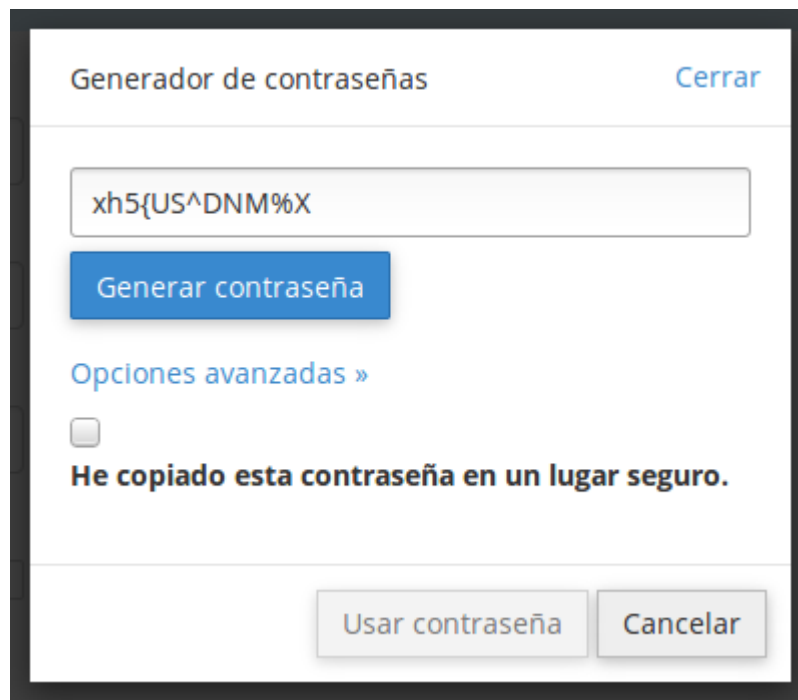 Generador de contraseñas Cerrar
xh5{US^DNM%X
Generar contraseña
Opciones avanzadas »
He copiado esta contraseña en un lugar seguro.
Usar contraseña Cancelar